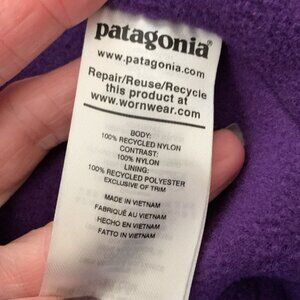 patagonia®
www.patagonia.com
Repair/Reuse/Recycle
this product at
www.wornwear.com
BODY:
100% RECYCLED NYLON
CONTRAST:
100% NYLON
LINING:
100% RECYCLED POLYESTER
EXCLUSIVE OF TRIM
MADE IN VIETNAM
FABRIQUÉ AU VIETNAM
HECHO EN VIETNAM
FATTO IN VIETNAM